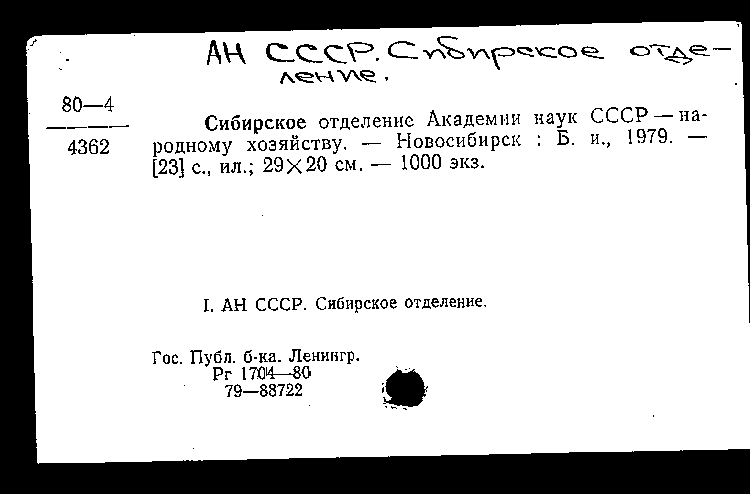 АН СССР. Сибирское отде-
ление.
80—4
4362
Сибирское отделение Академии наук СССР — на-
родному хозяйству. — Новосибирск : Б. и., 1979. —
[23] с., ил.; 29×20 см. — 1000 экз.
I. АН СССР. Сибирское отделение.
Гос. Публ. б-ка. Ленингр.
Рг 1704—80
79—88722